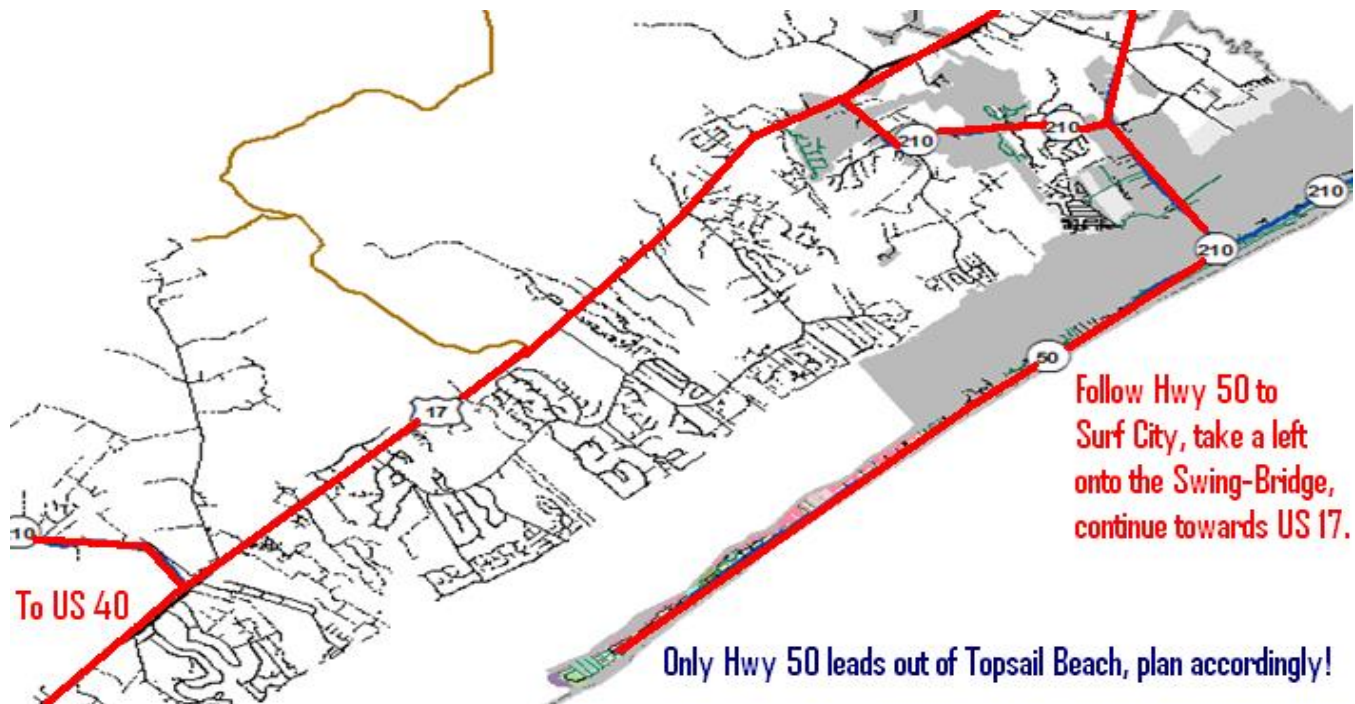 210
210
210
210
17
50
Follow Hwy 50 to
Surf City, take a left
onto the Swing-Bridge,
continue towards US 17.
10
To US 40
Only Hwy 50 leads out of Topsail Beach, plan accordingly!